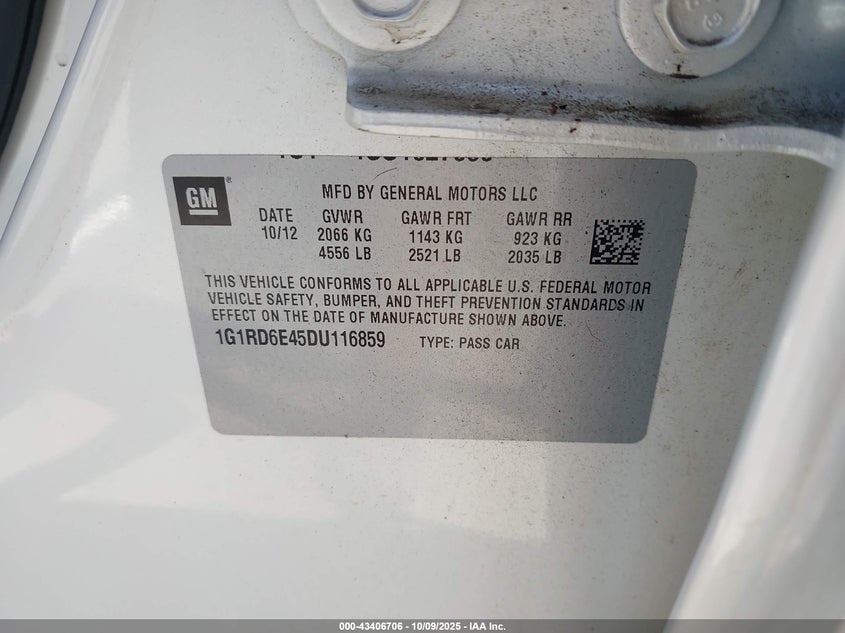 GM
MFD BY GENERAL MOTORS LLC
DATE GVWR GAWR FRT GAWR RR
10/12 2066 KG 1143 KG 923 KG
4556 LB 2521 LB 2035 LB
THIS VEHICLE CONFORMS TO ALL APPLICABLE U.S. FEDERAL MOTOR
VEHICLE SAFETY, BUMPER, AND THEFT PREVENTION STANDARDS IN
EFFECT ON THE DATE OF MANUFACTURE SHOWN ABOVE.
1G1RD6E45DU116859 TYPE: PASS CAR
000-43406706 - 10/09/2025 - IAA Inc.